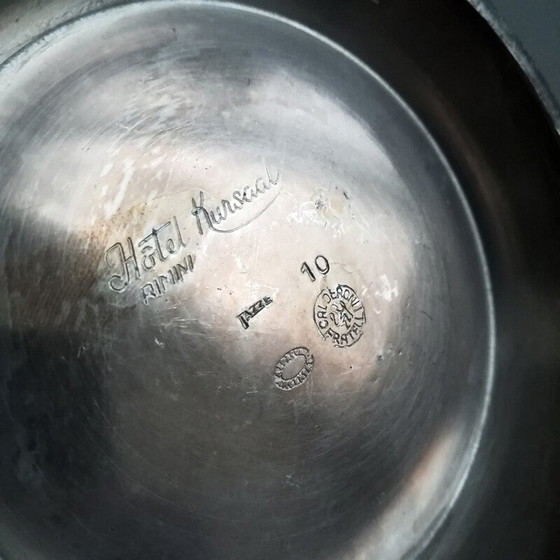 Hôtel Kursaal
RIMINI
10
CALDERONI
FRATELLI